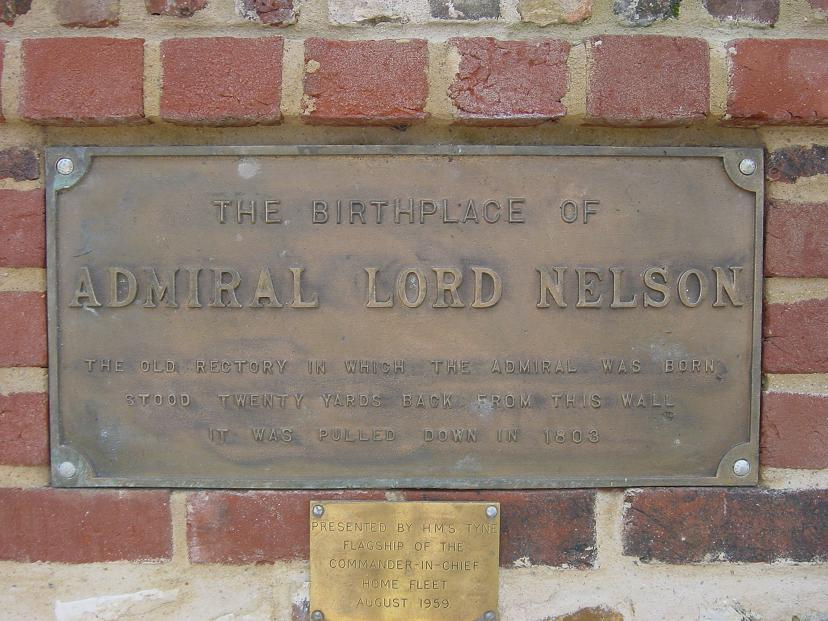 THE BIRTHPLACE OF
ADMIRAL LORD NELSON
THE OLD RECTORY IN WHICH THE ADMIRAL WAS BORN
STOOD TWENTY YARDS BACK FROM THIS WALL
IT WAS PULLED DOWN IN 1803
PRESENTED BY H.M.S. TYNE
FLAGSHIP OF THE
COMMANDER-IN-CHIEF
HOME FLEET
AUGUST 1959